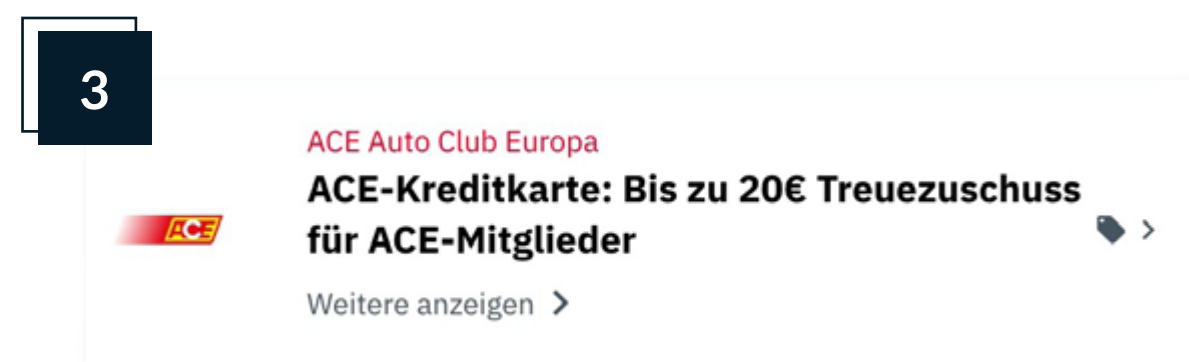 3
ACE Auto Club Europa
ACE-Kreditkarte: Bis zu 20€ Treuezuschuss
für ACE-Mitglieder
ACE
Weitere anzeigen